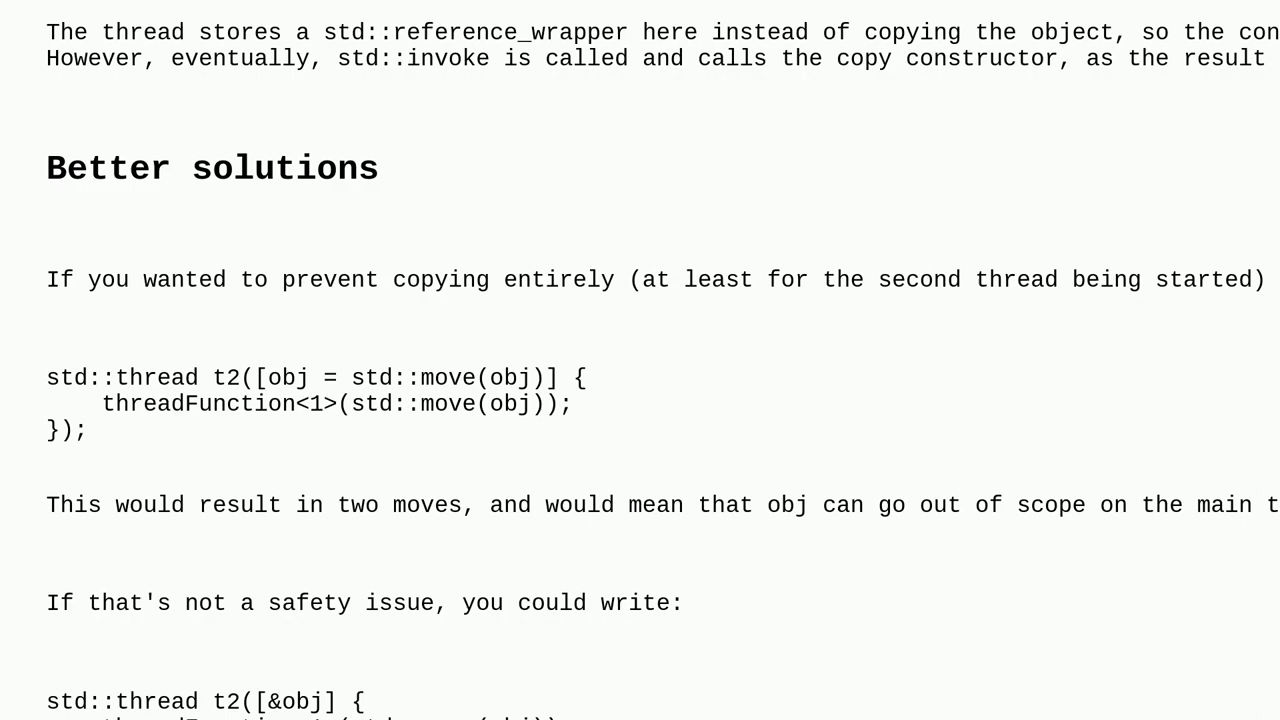 The thread stores a std::reference_wrapper here instead of copying the object, so the con
However, eventually, std::invoke is called and calls the copy constructor, as the result
Better solutions
If you wanted to prevent copying entirely (at least for the second thread being started)
std::thread t2([obj = std::move(obj)] {
    threadFunction<1>(std::move(obj));
});
This would result in two moves, and would mean that obj can go out of scope on the main t
If that's not a safety issue, you could write:
std::thread t2([&obj] {